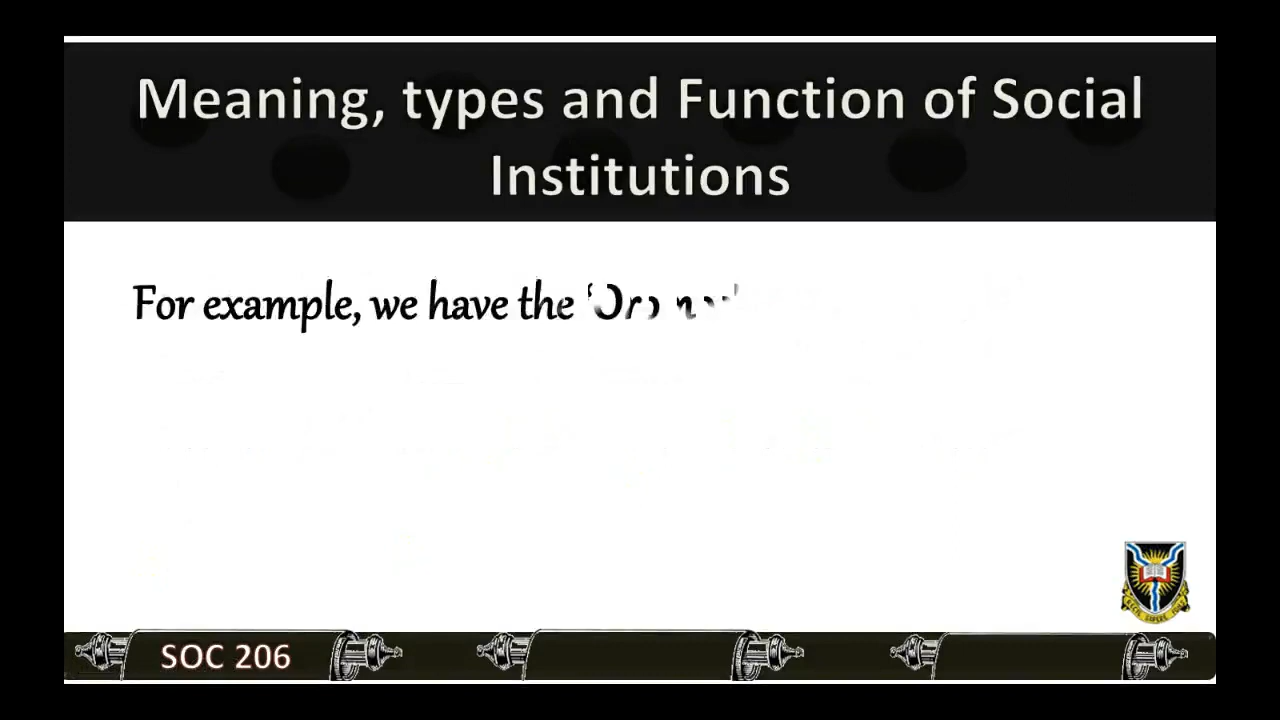 Meaning, types and Function of Social
Institutions
For example, we have the
SOC 206